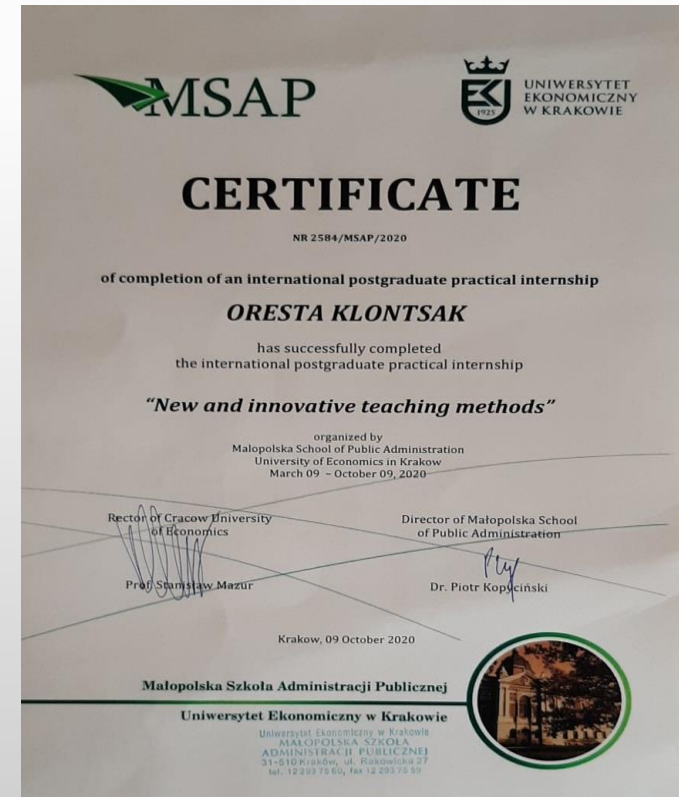 MSAP
UNIWERSYTET
EKONOMICZNY
W KRAKOWIE
1925
CERTIFICATE
NR 2584/MSAP/2020
of completion of an international postgraduate practical internship
ORESTA KLONTSAK
has successfully completed
the international postgraduate practical internship
“New and innovative teaching methods”
organized by
Malopolska School of Public Administration
University of Economics in Krakow
March 09 – October 09, 2020
Rector of Cracow University
of Economics
Prof. Stanisław Mazur
Director of Małopolska School
of Public Administration
Dr. Piotr Kopyciński
Krakow, 09 October 2020
Małopolska Szkoła Administracji Publicznej
Uniwersytet Ekonomiczny w Krakowie
Uniwersytet Ekonomiczny w Krakowie
MAŁOPOLSKA SZKOŁA
ADMINISTRACJI PUBLICZNEJ
31-510 Kraków, ul. Rakowicka 27
tel. 12 293 75 60, fax 12 293 75 59